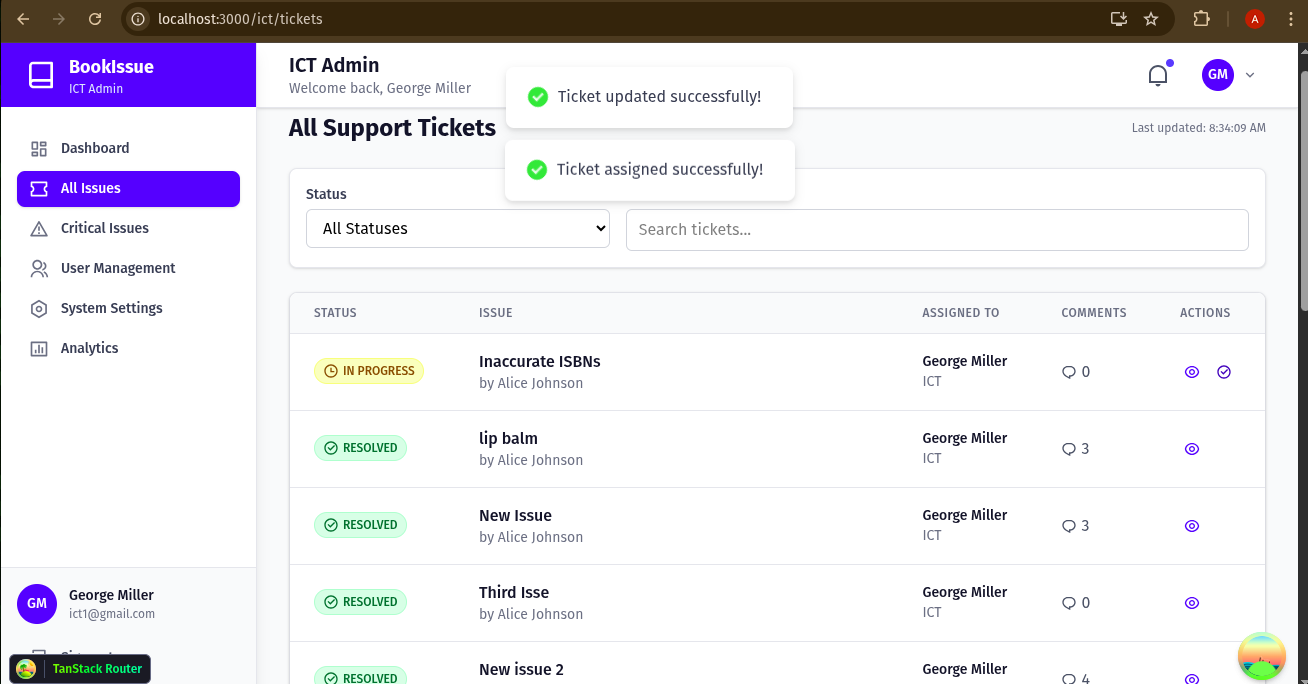 localhost:3000/ict/tickets
A
BookIssue
ICT Admin
Dashboard
All Issues
Critical Issues
User Management
System Settings
Analytics
GM
George Miller
ict1@gmail.com
TanStack Router
ICT Admin
Welcome back, George Miller
GM
Ticket updated successfully!
Ticket assigned successfully!
All Support Tickets
Last updated: 8:34:09 AM
Status
All Statuses
Search tickets...
STATUS ISSUE ASSIGNED TO COMMENTS ACTIONS
IN PROGRESS Inaccurate ISBNs George Miller 0
by Alice Johnson ICT
RESOLVED lip balm George Miller 3
by Alice Johnson ICT
RESOLVED New Issue George Miller 3
by Alice Johnson ICT
RESOLVED Third Isse George Miller 0
by Alice Johnson ICT
RESOLVED New issue 2 George Miller 4